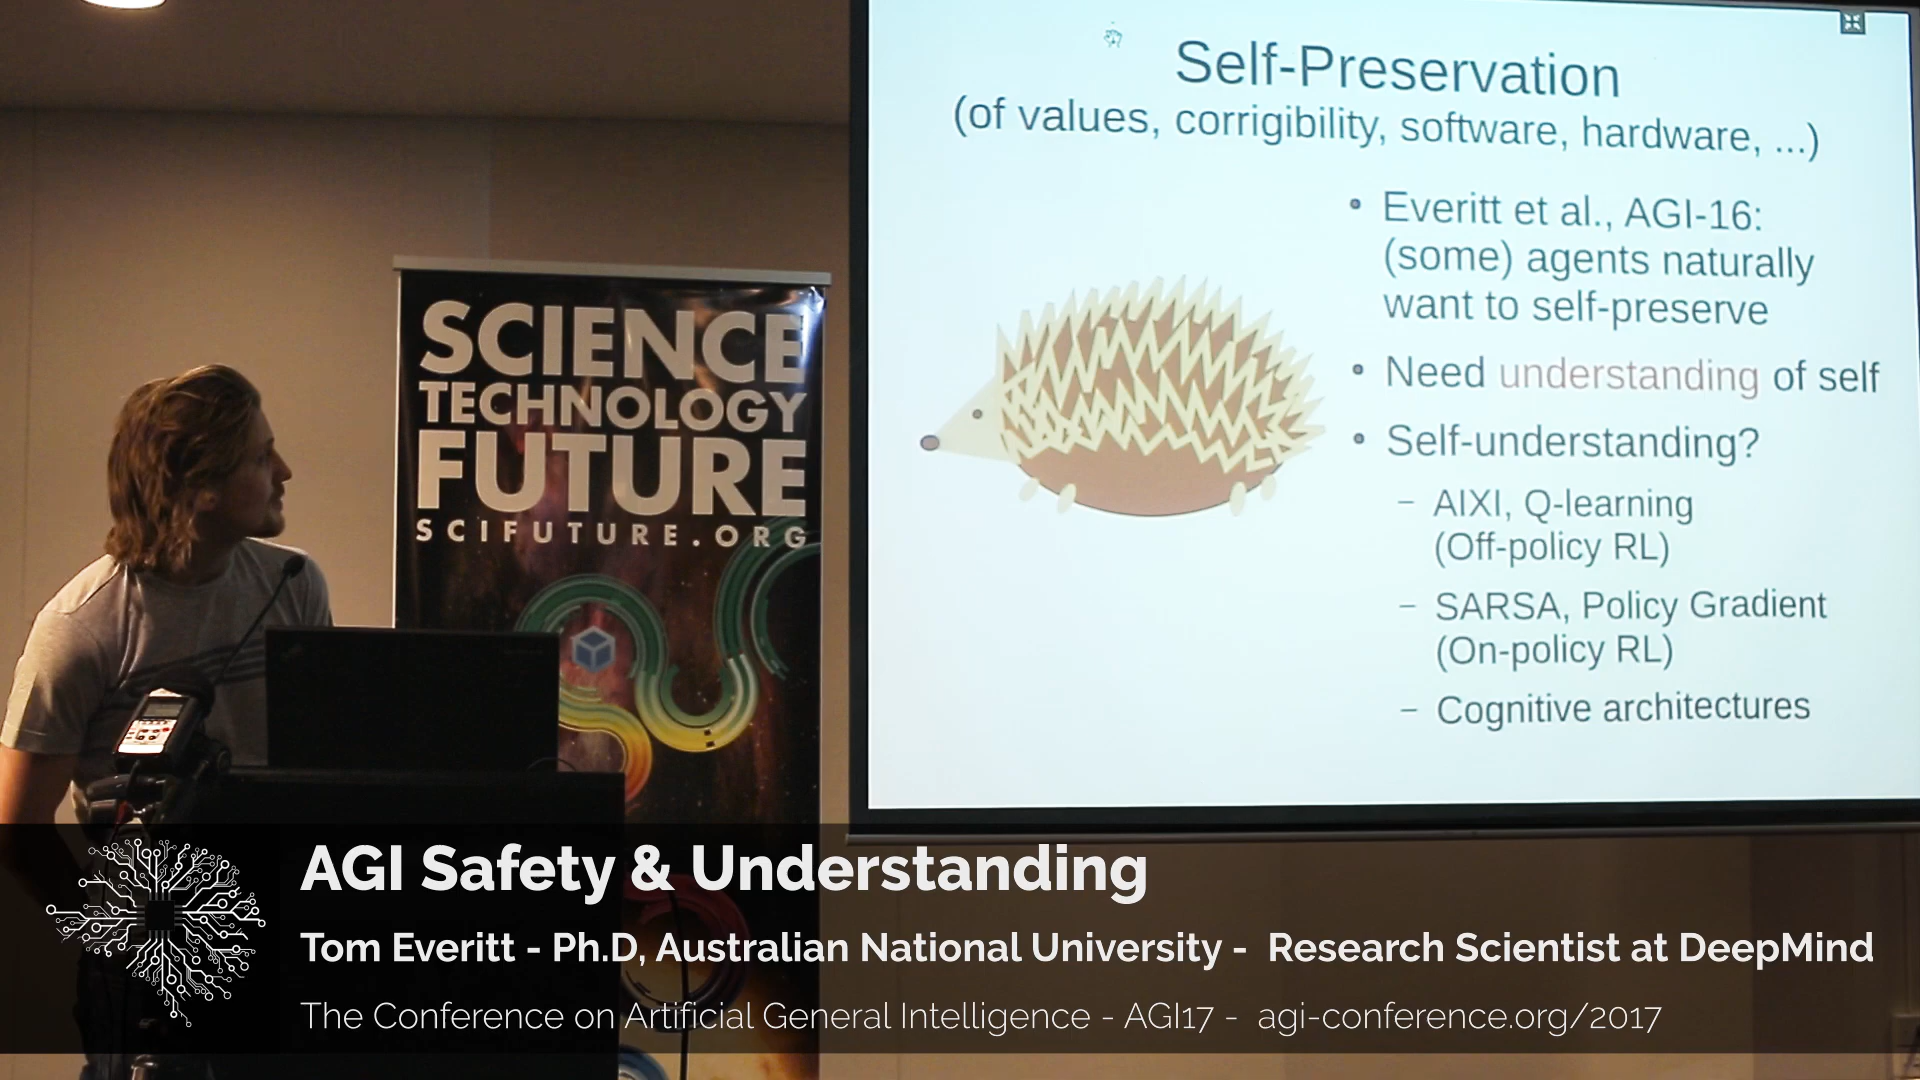 Self-Preservation
(of values, corrigibility, software, hardware, ...)
• Everitt et al., AGI-16:
(some) agents naturally
want to self-preserve
• Need understanding of self
• Self-understanding?
– AIXI, Q-learning
(Off-policy RL)
– SARSA, Policy Gradient
(On-policy RL)
– Cognitive architectures
SCIENCE
TECHNOLOGY
FUTURE
SCIFUTURE.ORG
AGI Safety & Understanding
Tom Everitt - Ph.D, Australian National University - Research Scientist at DeepMind
The Conference on Artificial General Intelligence - AGI17 - agi-conference.org/2017